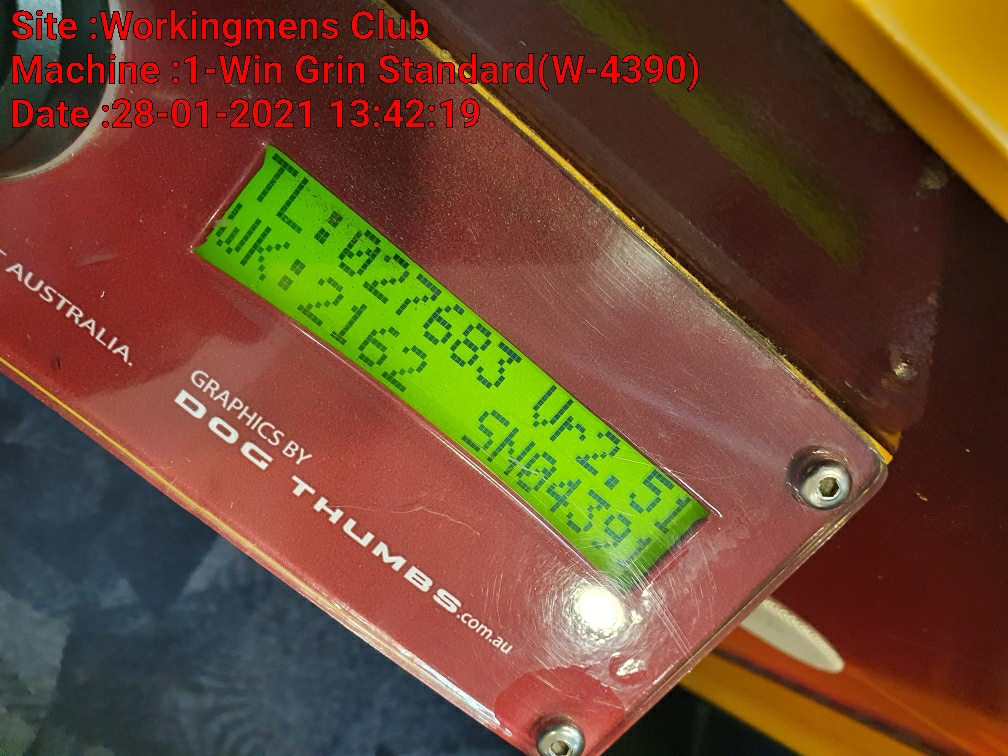 Site :Workingmens Club
Machine :1-Win Grin Standard(W-4390)
Date :28-01-2021 13:42:19
TL:027683 Vr2.51
WK:2162 SN04391
AUSTRALIA.
GRAPHICS BY
DOG THUMBS.com.au